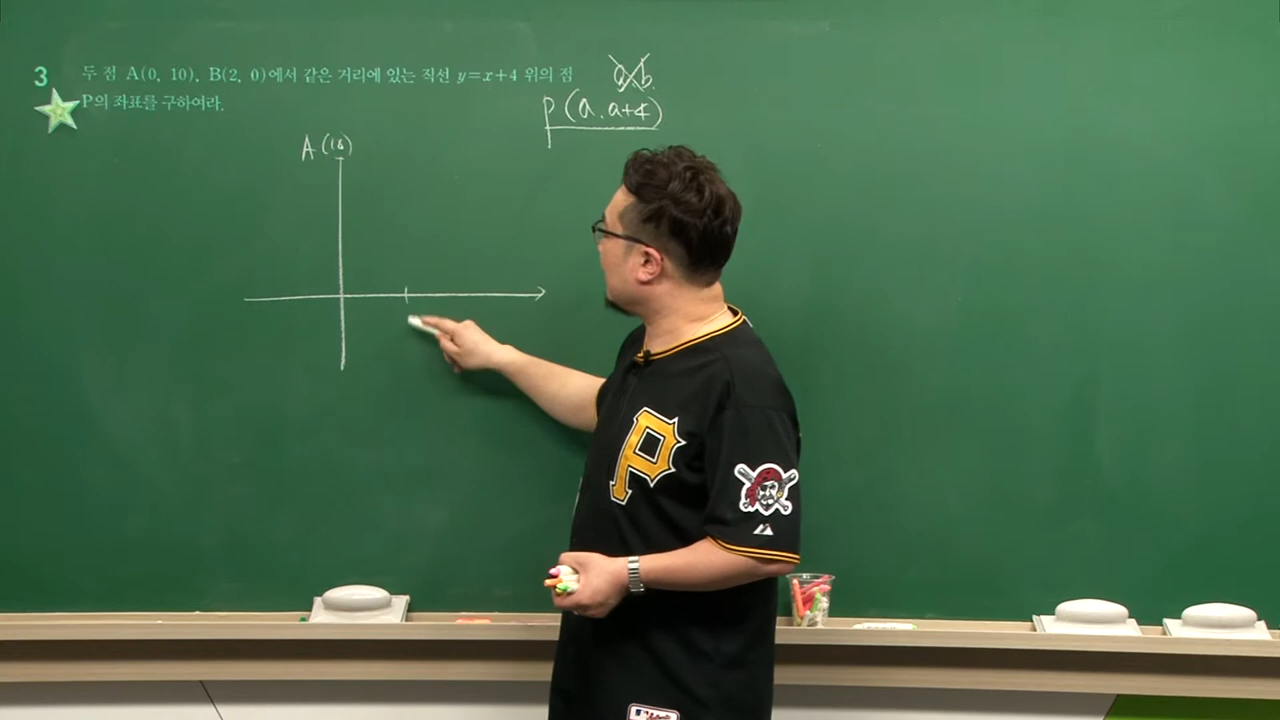 3 두 점 A(0, 10), B(2, 0)에서 같은 거리에 있는 직선 y=x+4 위의 점
P의 좌표를 구하여라.
a b
P(a. a+4)
A (10)
P